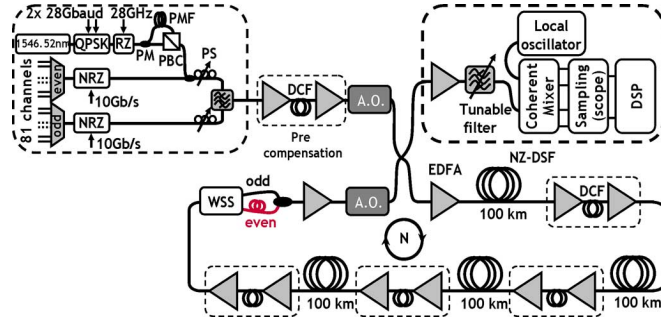 2x 28Gbaud 28GHz
PMF
1546.52nm QPSK RZ
PM
PBC
PS
81 channels
even
NRZ
10Gb/s
odd
NRZ
10Gb/s
DCF
Pre
compensation
A.O.
Tunable
filter
Local
oscillator
Coherent
Mixer
Sampling
(scope)
DSP
WSS
odd
even
A.O.
N
EDFA
NZ-DSF
100 km
DCF
100 km
100 km
100 km